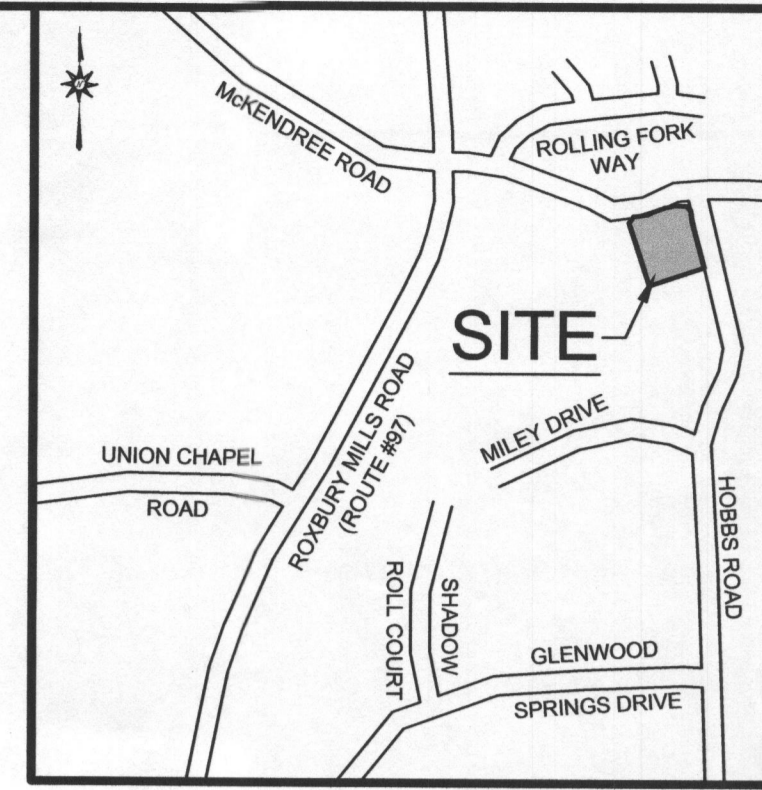 N
McKENDREE ROAD
ROLLING FORK
WAY
SITE
MILEY DRIVE
ROXBURY MILLS ROAD
(ROUTE #97)
UNION CHAPEL
ROAD
HOBBS ROAD
SHADOW
ROLL COURT
GLENWOOD
SPRINGS DRIVE